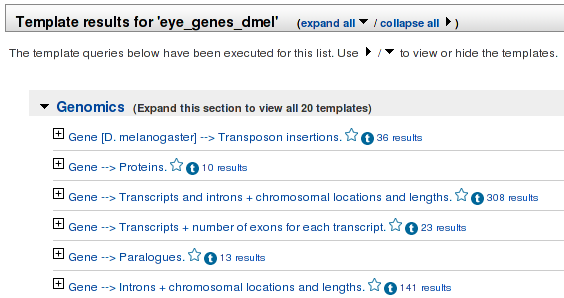 Template results for 'eye_genes_dmel' (expand all / collapse all )
The template queries below have been executed for this list. Use / to view or hide the templates.
Genomics (Expand this section to view all 20 templates)
Gene [D. melanogaster] --> Transposon insertions. t 36 results
Gene --> Proteins. t 10 results
Gene --> Transcripts and introns + chromosomal locations and lengths. t 308 results
Gene --> Transcripts + number of exons for each transcript. t 23 results
Gene --> Paralogues. t 13 results
Gene --> Introns + chromosomal locations and lengths. t 141 results